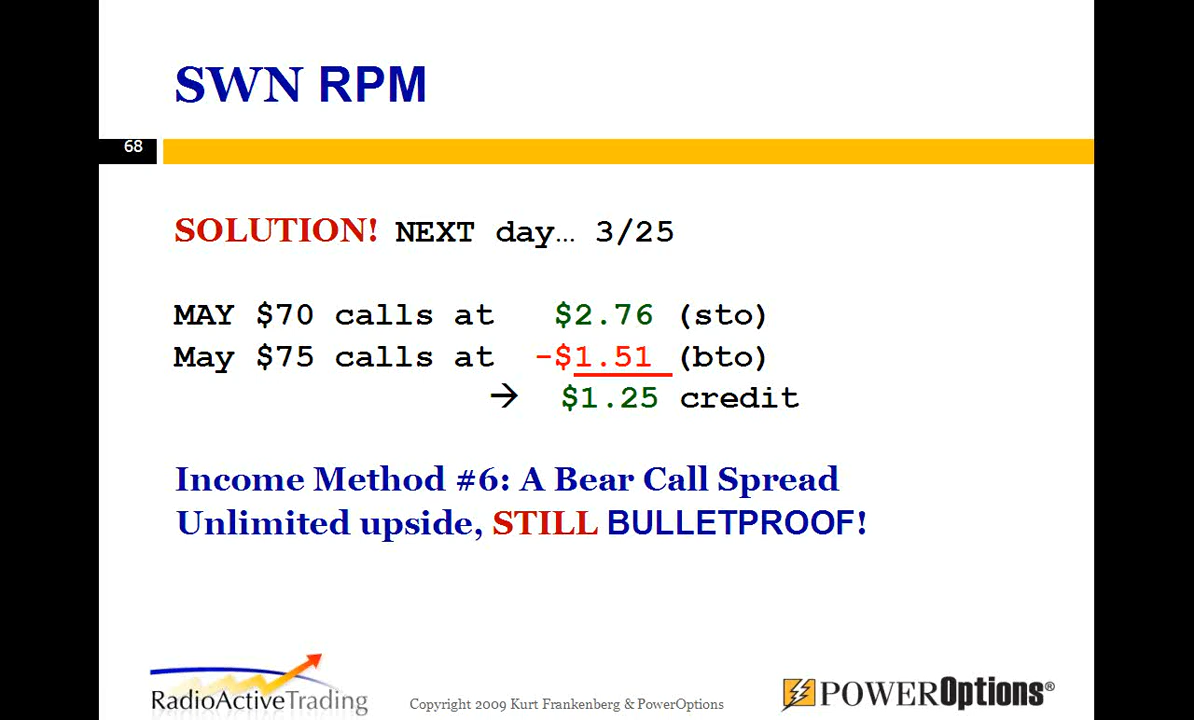 SWN RPM
68
SOLUTION! NEXT day… 3/25
MAY $70 calls at $2.76 (sto)
May $75 calls at -$1.51 (bto)
→ $1.25 credit
Income Method #6: A Bear Call Spread
Unlimited upside, STILL BULLETPROOF!
RadioActiveTrading
Copyright 2009 Kurt Frankenberg & PowerOptions
POWEROptions®